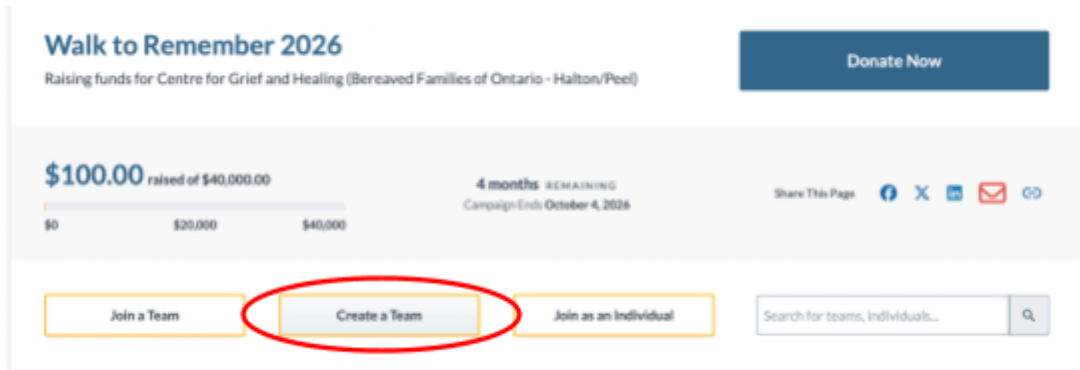 Walk to Remember 2026
Raising funds for Centre for Grief and Healing (Bereaved Families of Ontario - Halton/Peel)
Donate Now
$100.00 raised of $40,000.00
$0 $20,000 $40,000
4 months REMAINING
Campaign Ends October 4, 2026
Share This Page
Join a Team
Create a Team
Join as an Individual
Search for teams, individuals...